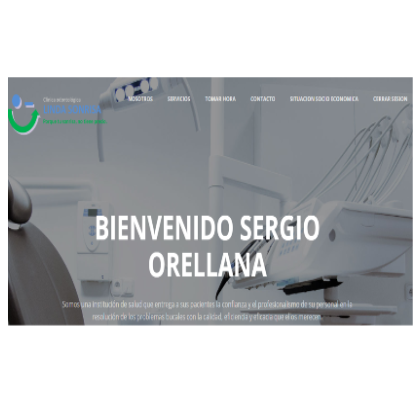 Clínica odontológica
NOSOTROS SERVICIOS TOMAR HORA CONTACTO SITUACION SOCIO ECONOMICA CERRAR SESION
BIENVENIDO SERGIO
ORELLANA
Somos una institución de salud que entrega a sus pacientes la confianza y el profesionalismo de su personal en la
resolución de los problemas bucales con la calidad, eficiencia y eficacia que ellos merecen.